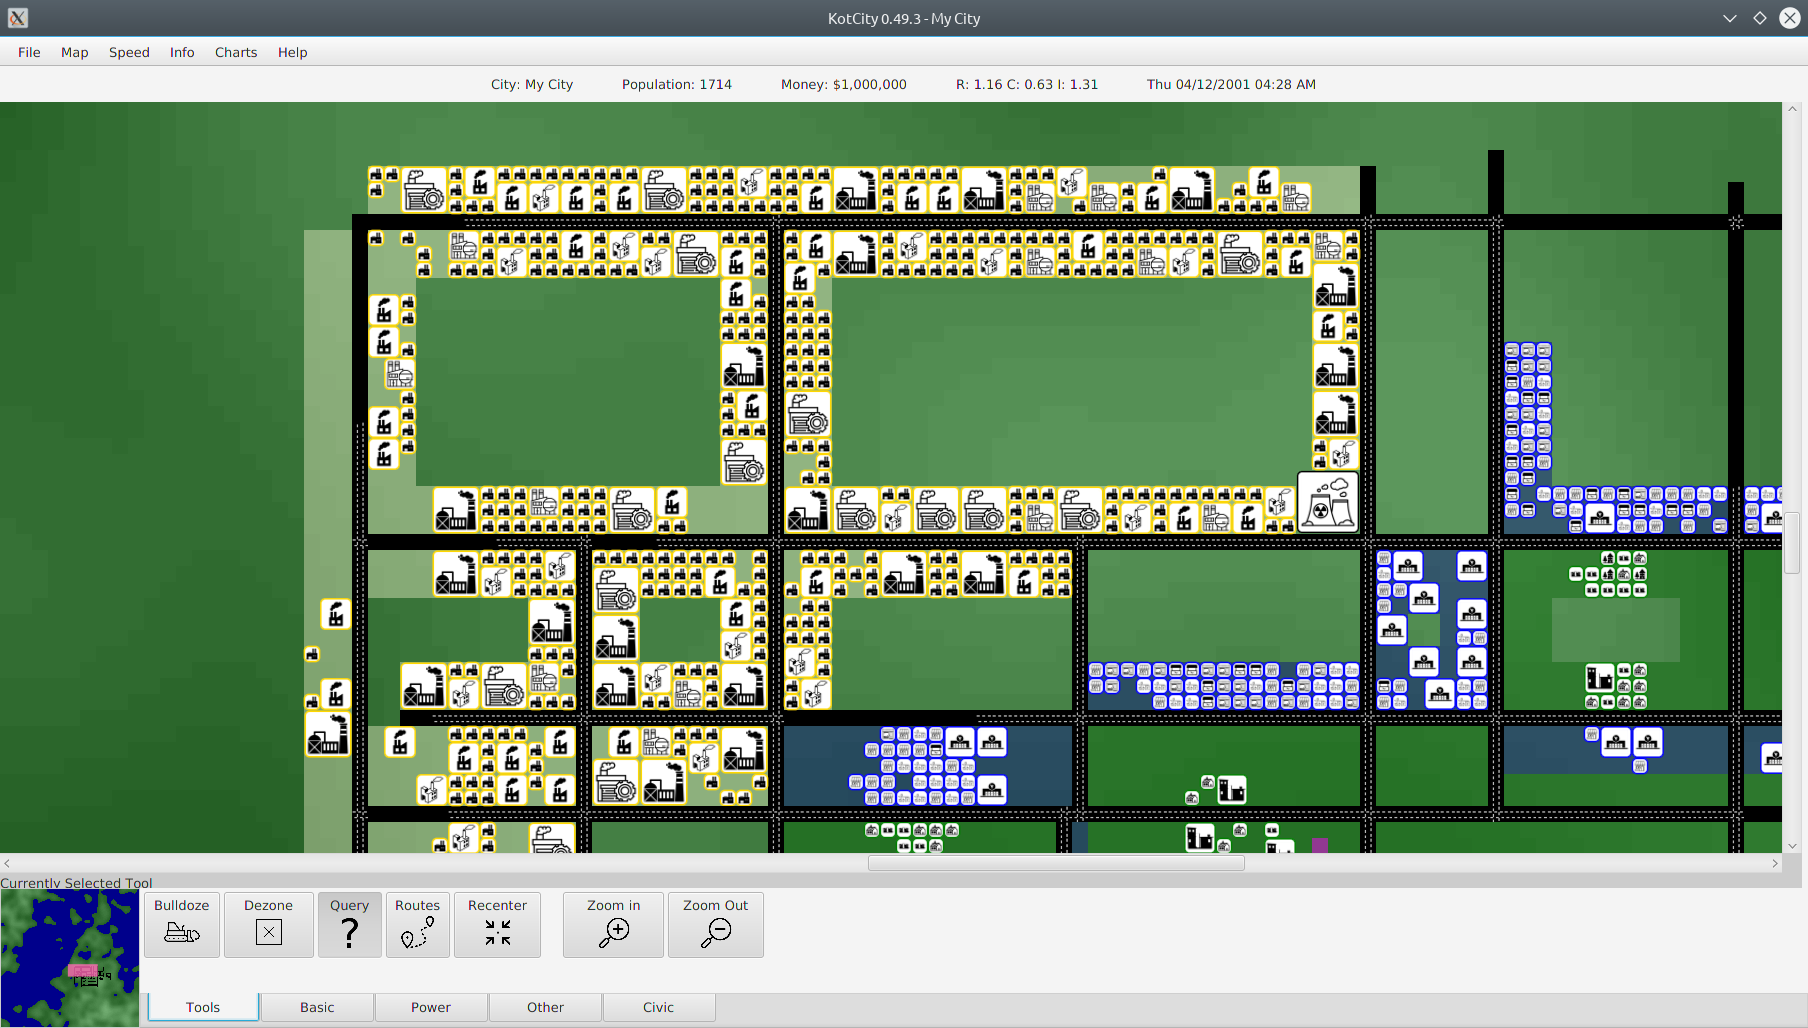 KotCity 0.49.3 - My City
File Map Speed Info Charts Help
City: My City Population: 1714 Money: $1,000,000 R: 1.16 C: 0.63 I: 1.31 Thu 04/12/2001 04:28 AM
Currently Selected Tool
Bulldoze Dezone Query Routes Recenter Zoom in Zoom Out
Tools Basic Power Other Civic